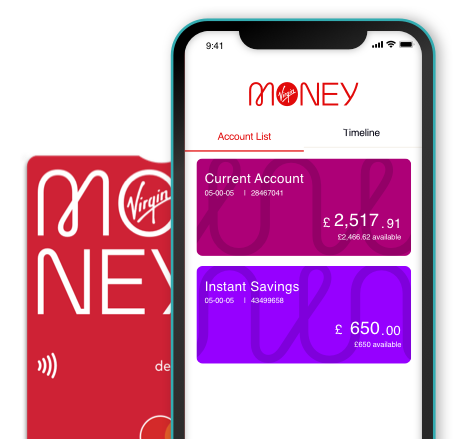 9:41
MONEY
Virgin
Account List
Timeline
Current Account
05-00-05 | 28467041
£ 2,517.91
£2,466.62 available
Instant Savings
05-00-05 | 43499658
£ 650.00
£650 available
MO
Virgin
NEY
de